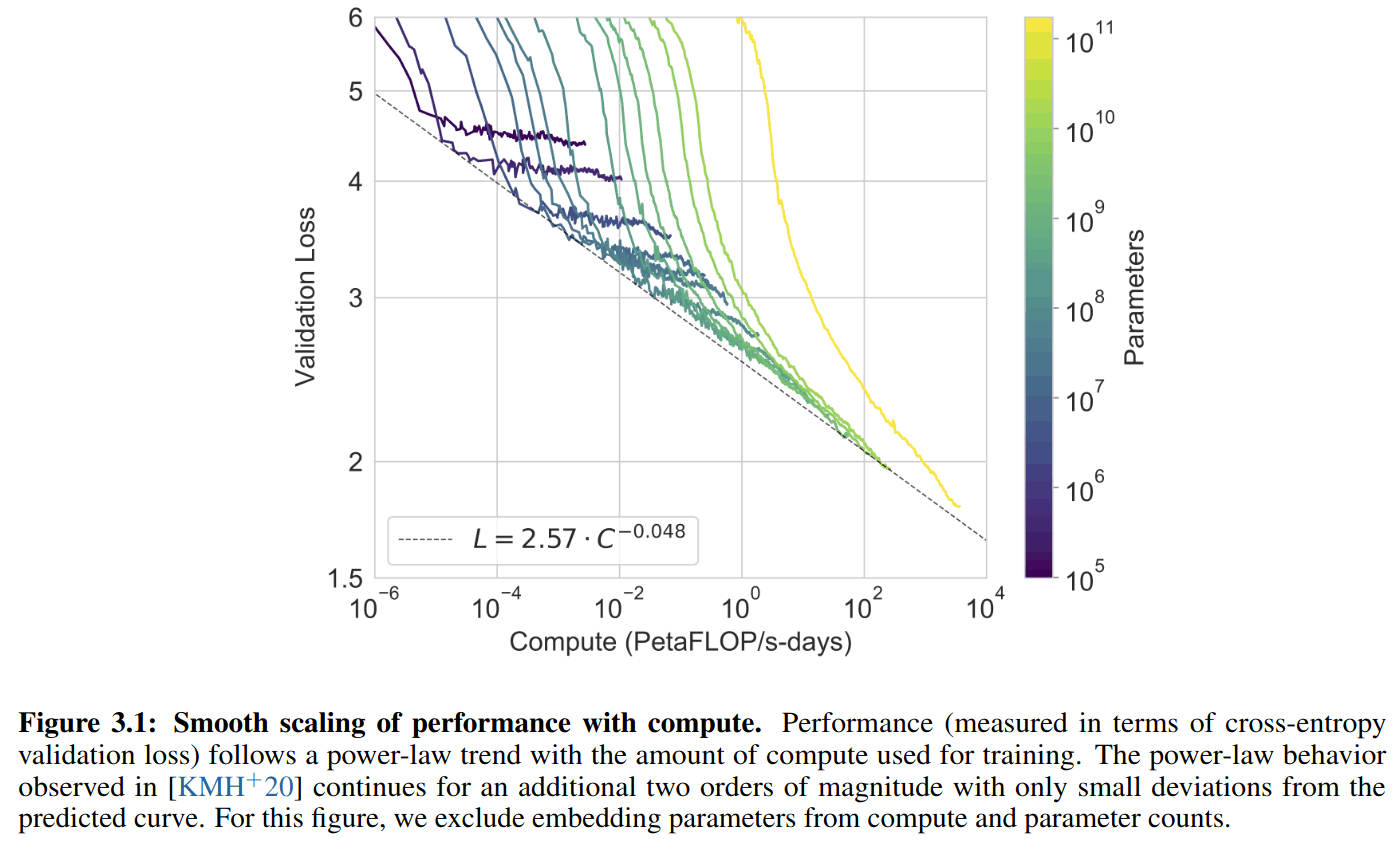 6
5
4
3
2
1.5
Validation Loss
10^−6
10^−4
10^−2
10^0
10^2
10^4
Compute (PetaFLOP/s-days)
L = 2.57 · C^−0.048
10^11
10^10
10^9
10^8
10^7
10^6
10^5
Parameters
Figure 3.1: Smooth scaling of performance with compute. Performance (measured in terms of cross-entropy
validation loss) follows a power-law trend with the amount of compute used for training. The power-law behavior
observed in [KMH+20] continues for an additional two orders of magnitude with only small deviations from the
predicted curve. For this figure, we exclude embedding parameters from compute and parameter counts.